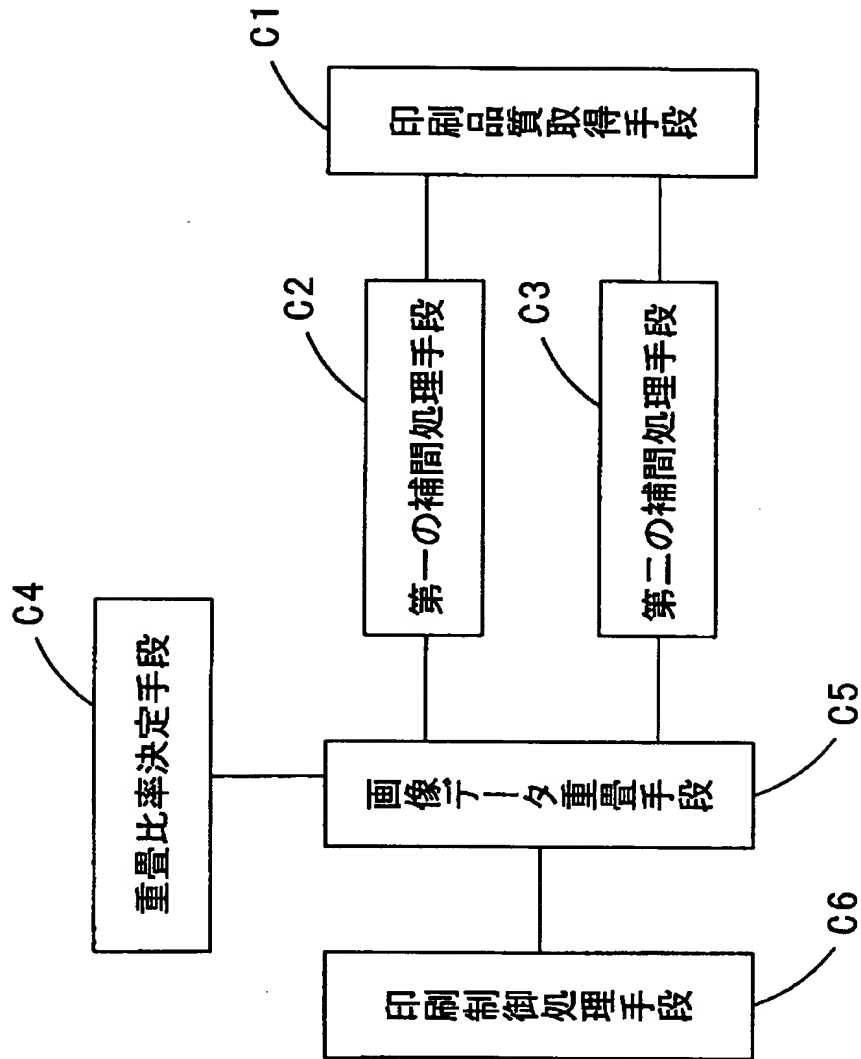 C1
印刷品質取得手段
C2
第一の補間処理手段
C3
第二の補間処理手段
C4
重畳比率決定手段
C5
画像データ重畳手段
C6
印刷制御処理手段